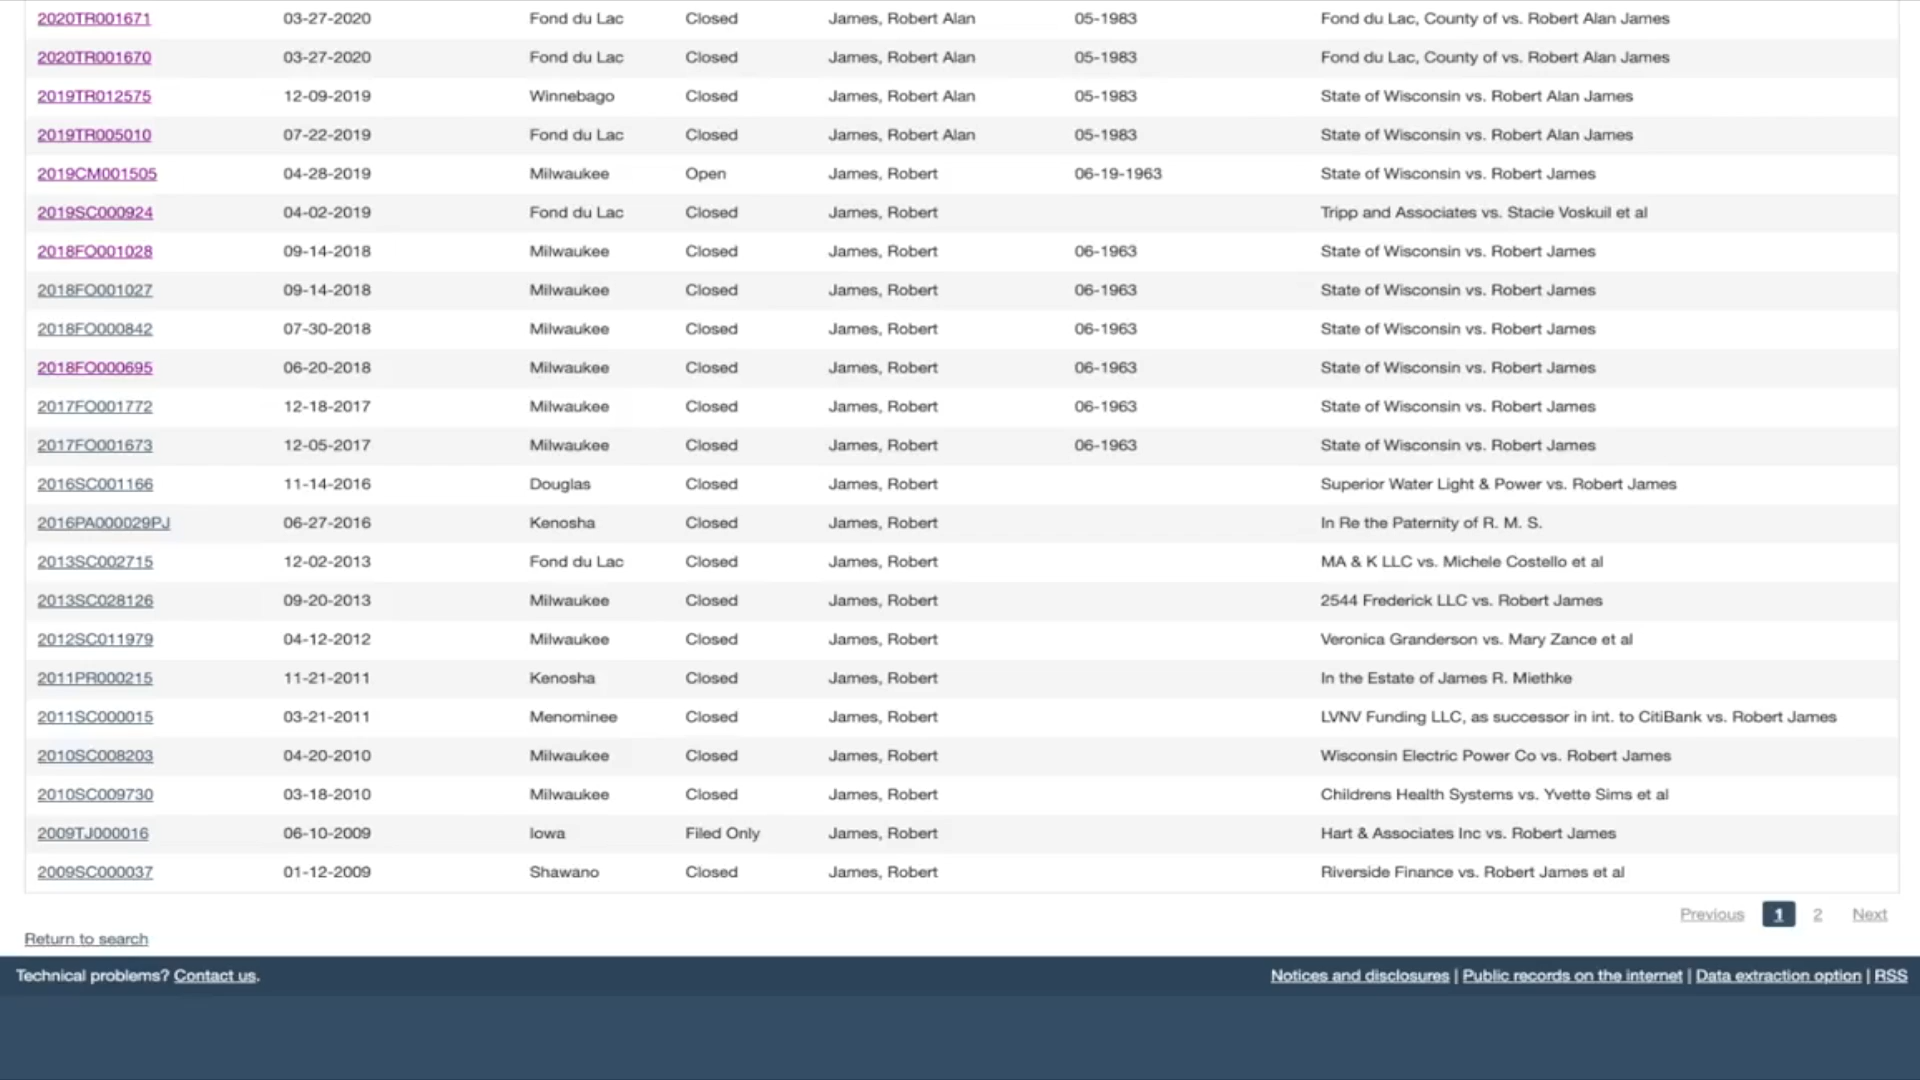 2020TR001671 03-27-2020 Fond du Lac Closed James, Robert Alan 05-1983 Fond du Lac, County of vs. Robert Alan James
2020TR001670 03-27-2020 Fond du Lac Closed James, Robert Alan 05-1983 Fond du Lac, County of vs. Robert Alan James
2019TR012575 12-09-2019 Winnebago Closed James, Robert Alan 05-1983 State of Wisconsin vs. Robert Alan James
2019TR005010 07-22-2019 Fond du Lac Closed James, Robert Alan 05-1983 State of Wisconsin vs. Robert Alan James
2019CM001505 04-28-2019 Milwaukee Open James, Robert 06-19-1963 State of Wisconsin vs. Robert James
2019SC000924 04-02-2019 Fond du Lac Closed James, Robert Tripp and Associates vs. Stacie Voskuil et al
2018FO001028 09-14-2018 Milwaukee Closed James, Robert 06-1963 State of Wisconsin vs. Robert James
2018FO001027 09-14-2018 Milwaukee Closed James, Robert 06-1963 State of Wisconsin vs. Robert James
2018FO000842 07-30-2018 Milwaukee Closed James, Robert 06-1963 State of Wisconsin vs. Robert James
2018FO000695 06-20-2018 Milwaukee Closed James, Robert 06-1963 State of Wisconsin vs. Robert James
2017FO001772 12-18-2017 Milwaukee Closed James, Robert 06-1963 State of Wisconsin vs. Robert James
2017FO001673 12-05-2017 Milwaukee Closed James, Robert 06-1963 State of Wisconsin vs. Robert James
2016SC001166 11-14-2016 Douglas Closed James, Robert Superior Water Light & Power vs. Robert James
2016PA000029PJ 06-27-2016 Kenosha Closed James, Robert In Re the Paternity of R. M. S.
2013SC002715 12-02-2013 Fond du Lac Closed James, Robert MA & K LLC vs. Michele Costello et al
2013SC028126 09-20-2013 Milwaukee Closed James, Robert 2544 Frederick LLC vs. Robert James
2012SC011979 04-12-2012 Milwaukee Closed James, Robert Veronica Granderson vs. Mary Zance et al
2011PR000215 11-21-2011 Kenosha Closed James, Robert In the Estate of James R. Miethke
2011SC000015 03-21-2011 Menominee Closed James, Robert LVNV Funding LLC, as successor in int. to CitiBank vs. Robert James
2010SC008203 04-20-2010 Milwaukee Closed James, Robert Wisconsin Electric Power Co vs. Robert James
2010SC009730 03-18-2010 Milwaukee Closed James, Robert Childrens Health Systems vs. Yvette Sims et al
2009TJ000016 06-10-2009 Iowa Filed Only James, Robert Hart & Associates Inc vs. Robert James
2009SC000037 01-12-2009 Shawano Closed James, Robert Riverside Finance vs. Robert James et al
Previous 1 2 Next
Return to search
Technical problems? Contact us. Notices and disclosures | Public records on the internet | Data extraction option | RSS